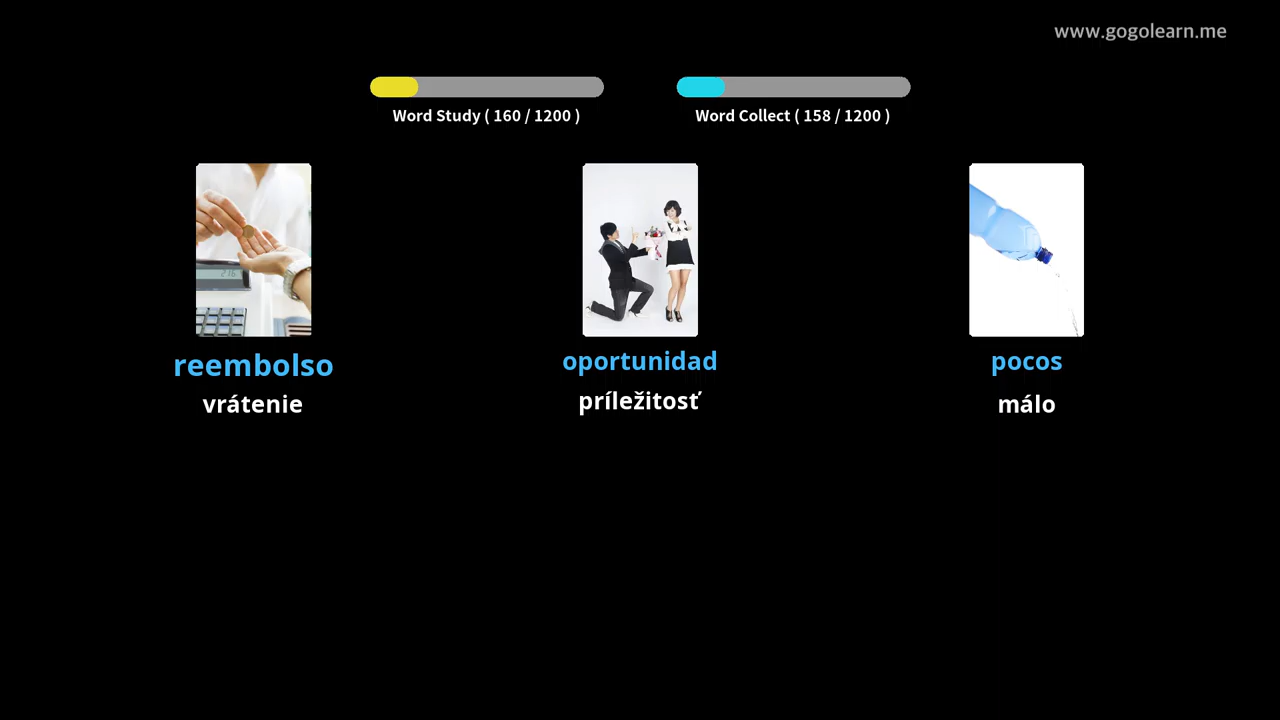 www.gogolearn.me
Word Study ( 160 / 1200 )
Word Collect ( 158 / 1200 )
reembolso
vrátenie
oportunidad
príležitosť
pocos
málo